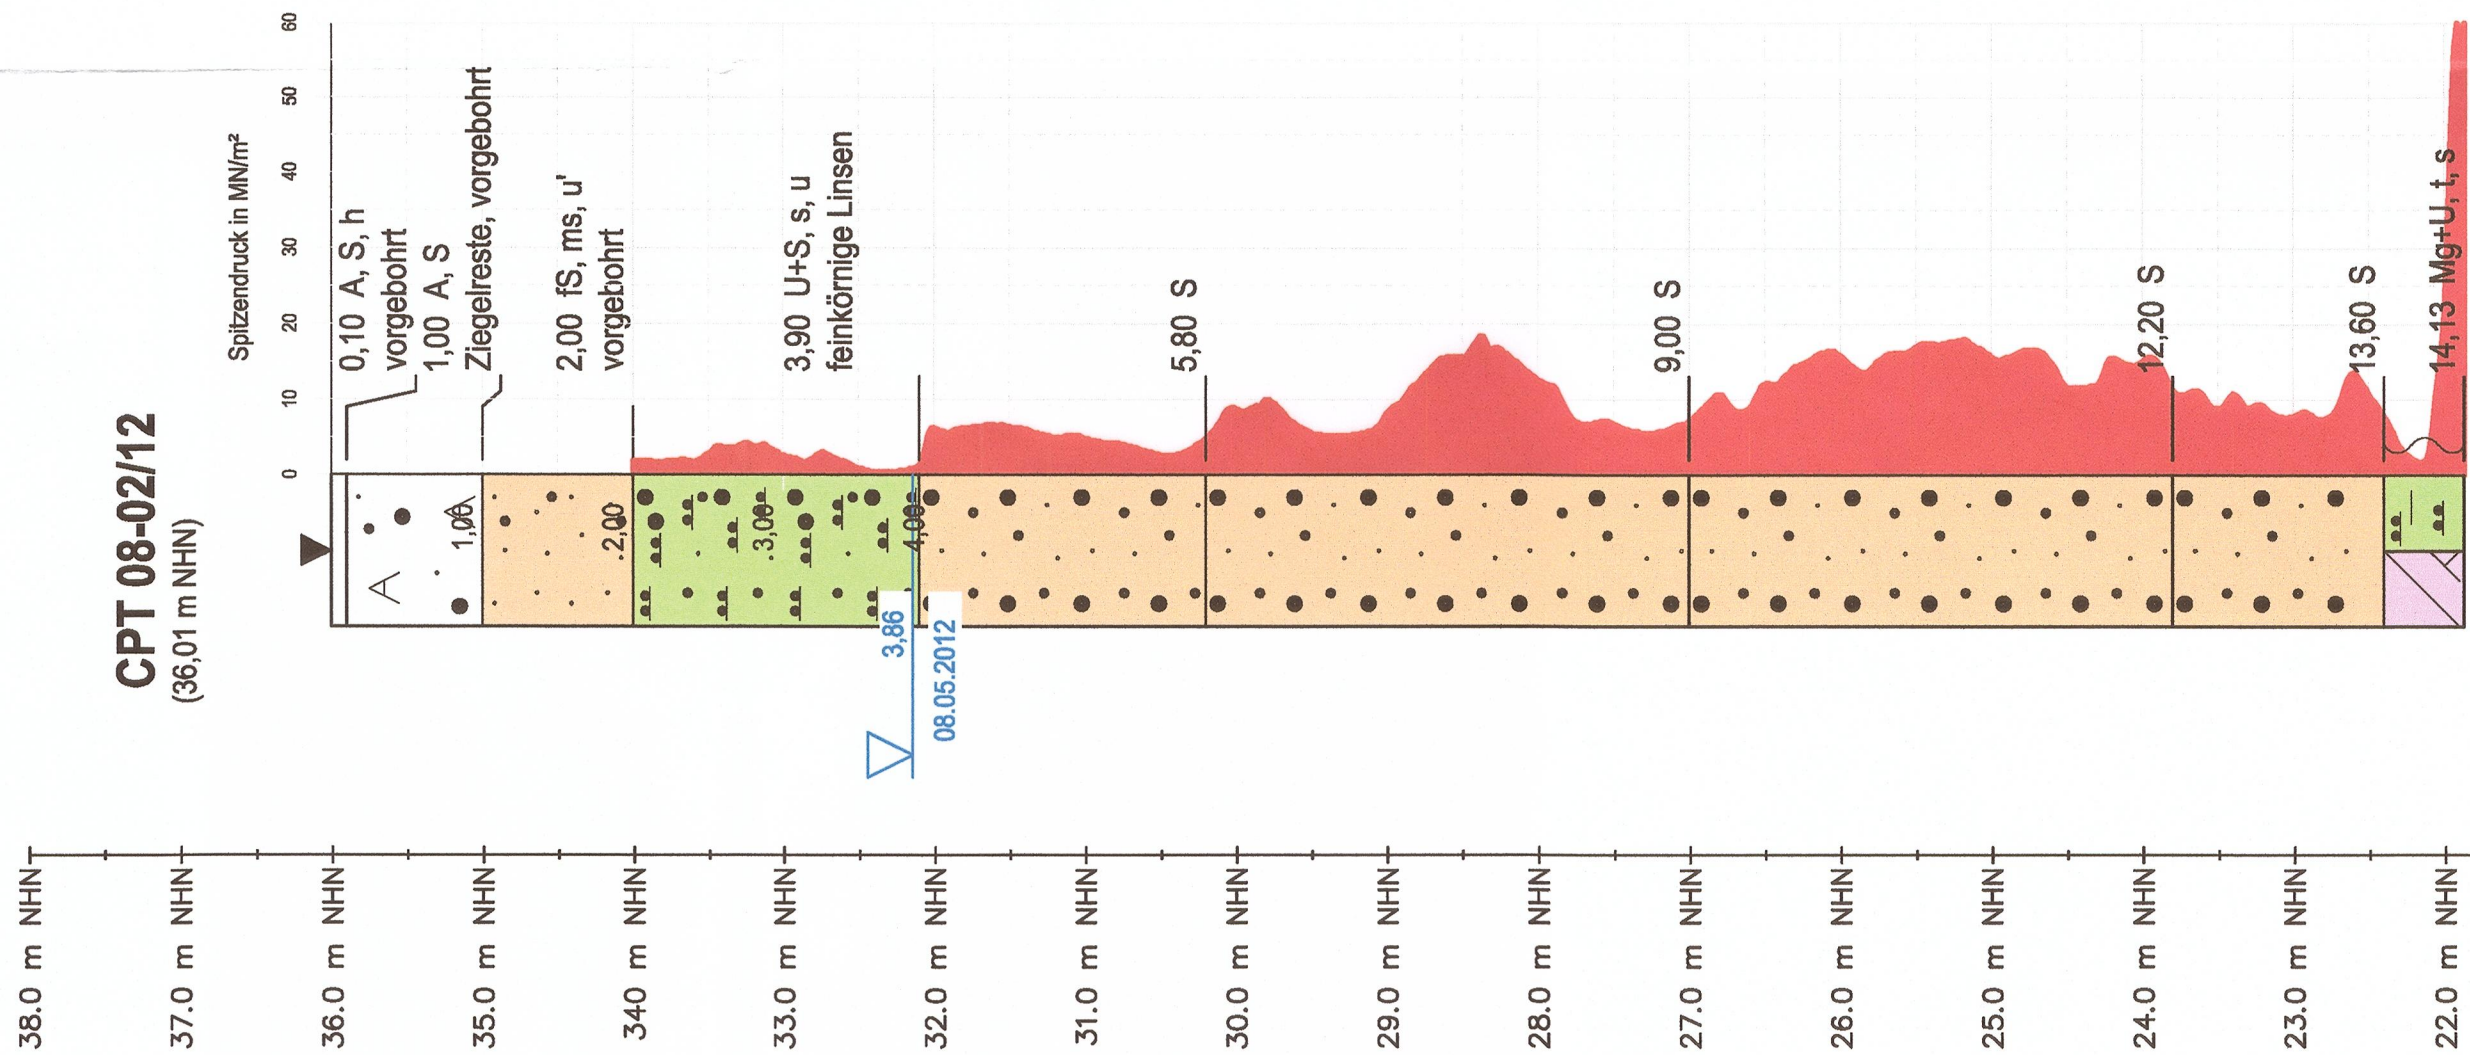 CPT 08-02/12
(36,01 m NHN)
Spitzendruck in MN/m²
0
10
20
30
40
50
60
0,10 A, S, h
vorgebohrt
1,00 A, S
Ziegelreste, vorgebohrt
2,00 fS, ms, u'
vorgebohrt
3,90 U+S, s, u
feinkörnige Linsen
5,80 S
9,00 S
12,20 S
13,60 S
14,13 Mg+U, t, s
A
A
1,00
2,00
3,00
4,00
3,86
08.05.2012
38.0 m NHN
37.0 m NHN
36.0 m NHN
35.0 m NHN
34.0 m NHN
33.0 m NHN
32.0 m NHN
31.0 m NHN
30.0 m NHN
29.0 m NHN
28.0 m NHN
27.0 m NHN
26.0 m NHN
25.0 m NHN
24.0 m NHN
23.0 m NHN
22.0 m NHN